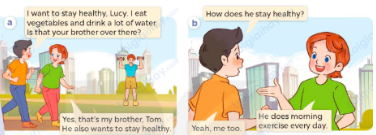 a
I want to stay healthy, Lucy. I eat
vegetables and drink a lot of water.
Is that your brother over there?
Yes, that's my brother, Tom.
He also wants to stay healthy.
b
How does he stay healthy?
Yeah, me too.
He does morning
exercise every day.